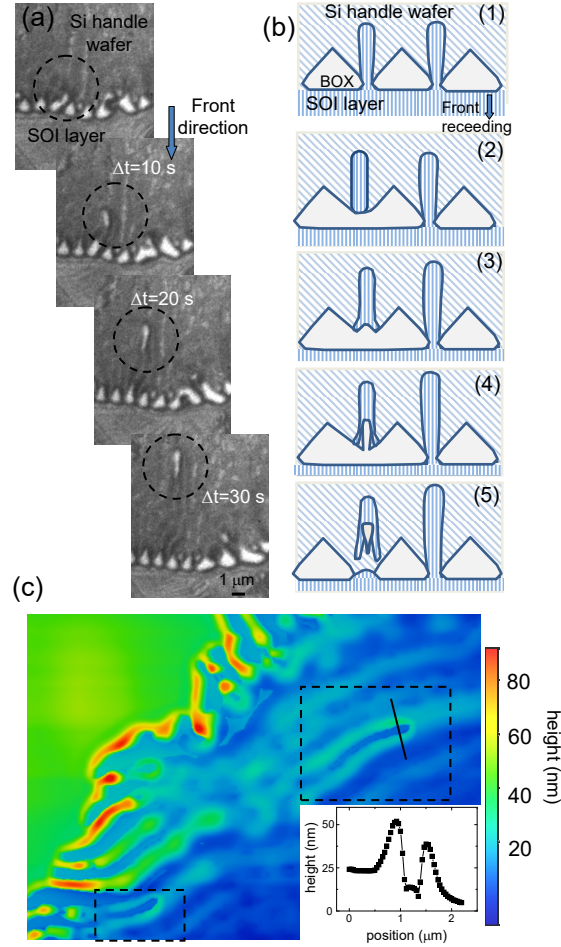 (a)
Si handle
wafer
SOI layer
Front
direction
Δt=10 s
Δt=20 s
Δt=30 s
1 μm
(b)
Si handle wafer
(1)
BOX
SOI layer
Front
receeding
(2)
(3)
(4)
(5)
(c)
80
60
40
20
height (nm)
50
25
0
height (nm)
0
1
2
position (μm)